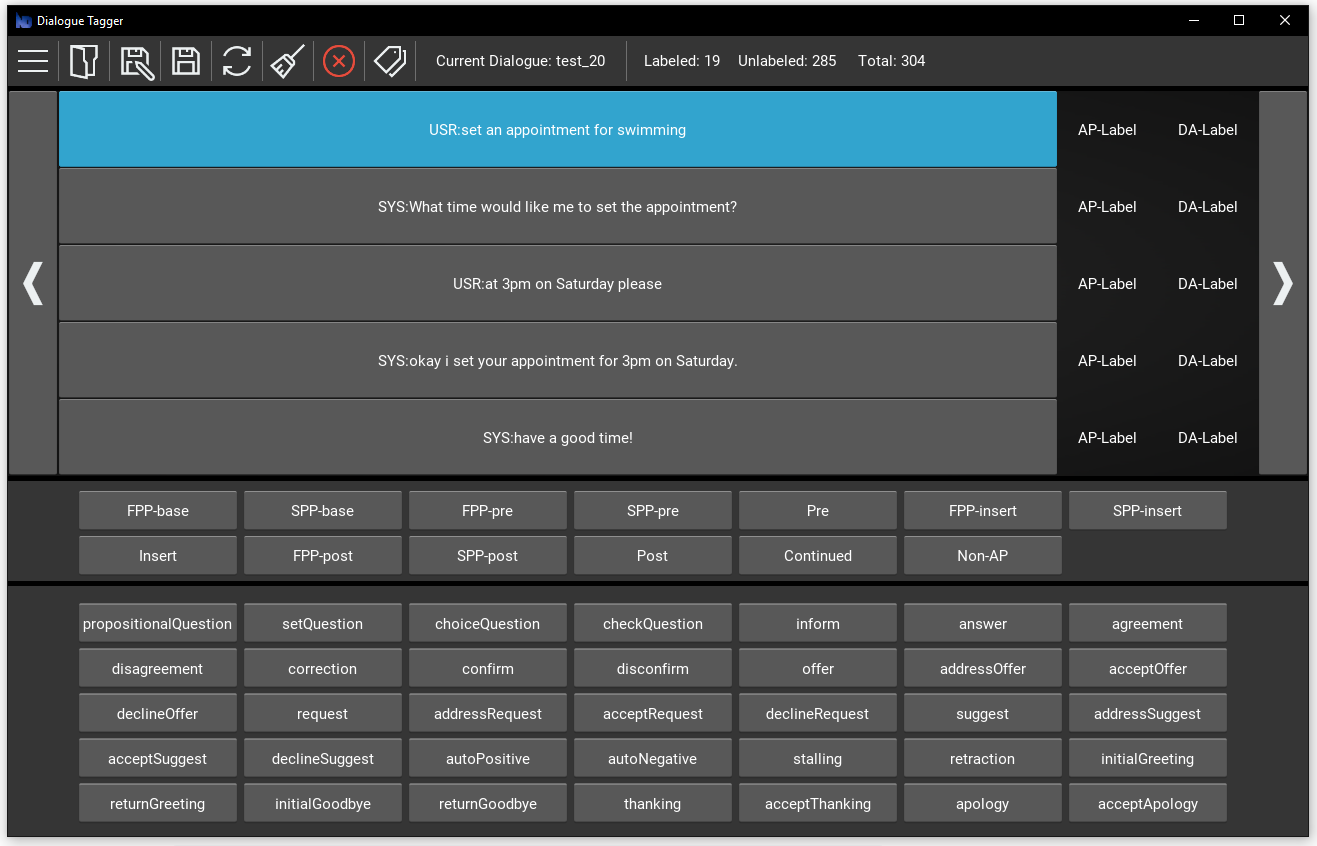 Dialogue Tagger
Current Dialogue: test_20 Labeled: 19 Unlabeled: 285 Total: 304
USR:set an appointment for swimming AP-Label DA-Label
SYS:What time would like me to set the appointment? AP-Label DA-Label
USR:at 3pm on Saturday please AP-Label DA-Label
SYS:okay i set your appointment for 3pm on Saturday. AP-Label DA-Label
SYS:have a good time! AP-Label DA-Label
FPP-base SPP-base FPP-pre SPP-pre Pre FPP-insert SPP-insert
Insert FPP-post SPP-post Post Continued Non-AP
propositionalQuestion setQuestion choiceQuestion checkQuestion inform answer agreement
disagreement correction confirm disconfirm offer addressOffer acceptOffer
declineOffer request addressRequest acceptRequest declineRequest suggest addressSuggest
acceptSuggest declineSuggest autoPositive autoNegative stalling retraction initialGreeting
returnGreeting initialGoodbye returnGoodbye thanking acceptThanking apology acceptApology